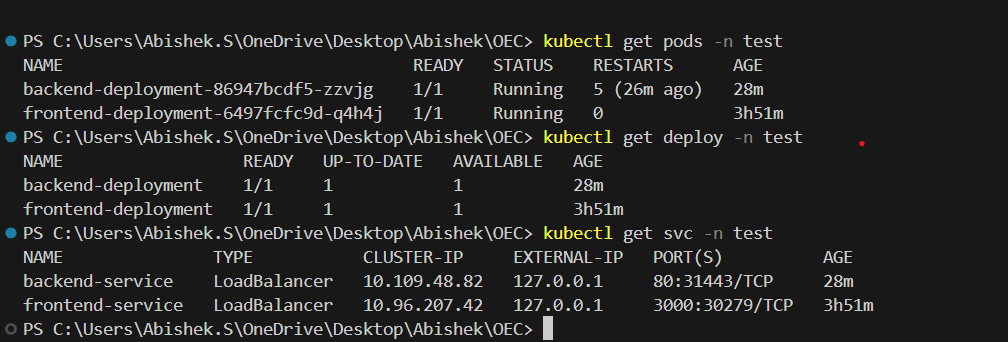 PS C:\Users\Abishek.S\OneDrive\Desktop\Abishek\OEC> kubectl get pods -n test
NAME READY STATUS RESTARTS AGE
backend-deployment-86947bcdf5-zzvjg 1/1 Running 5 (26m ago) 28m
frontend-deployment-6497fcfc9d-q4h4j 1/1 Running 0 3h51m
PS C:\Users\Abishek.S\OneDrive\Desktop\Abishek\OEC> kubectl get deploy -n test
NAME READY UP-TO-DATE AVAILABLE AGE
backend-deployment 1/1 1 1 28m
frontend-deployment 1/1 1 1 3h51m
PS C:\Users\Abishek.S\OneDrive\Desktop\Abishek\OEC> kubectl get svc -n test
NAME TYPE CLUSTER-IP EXTERNAL-IP PORT(S) AGE
backend-service LoadBalancer 10.109.48.82 127.0.0.1 80:31443/TCP 28m
frontend-service LoadBalancer 10.96.207.42 127.0.0.1 3000:30279/TCP 3h51m
PS C:\Users\Abishek.S\OneDrive\Desktop\Abishek\OEC>